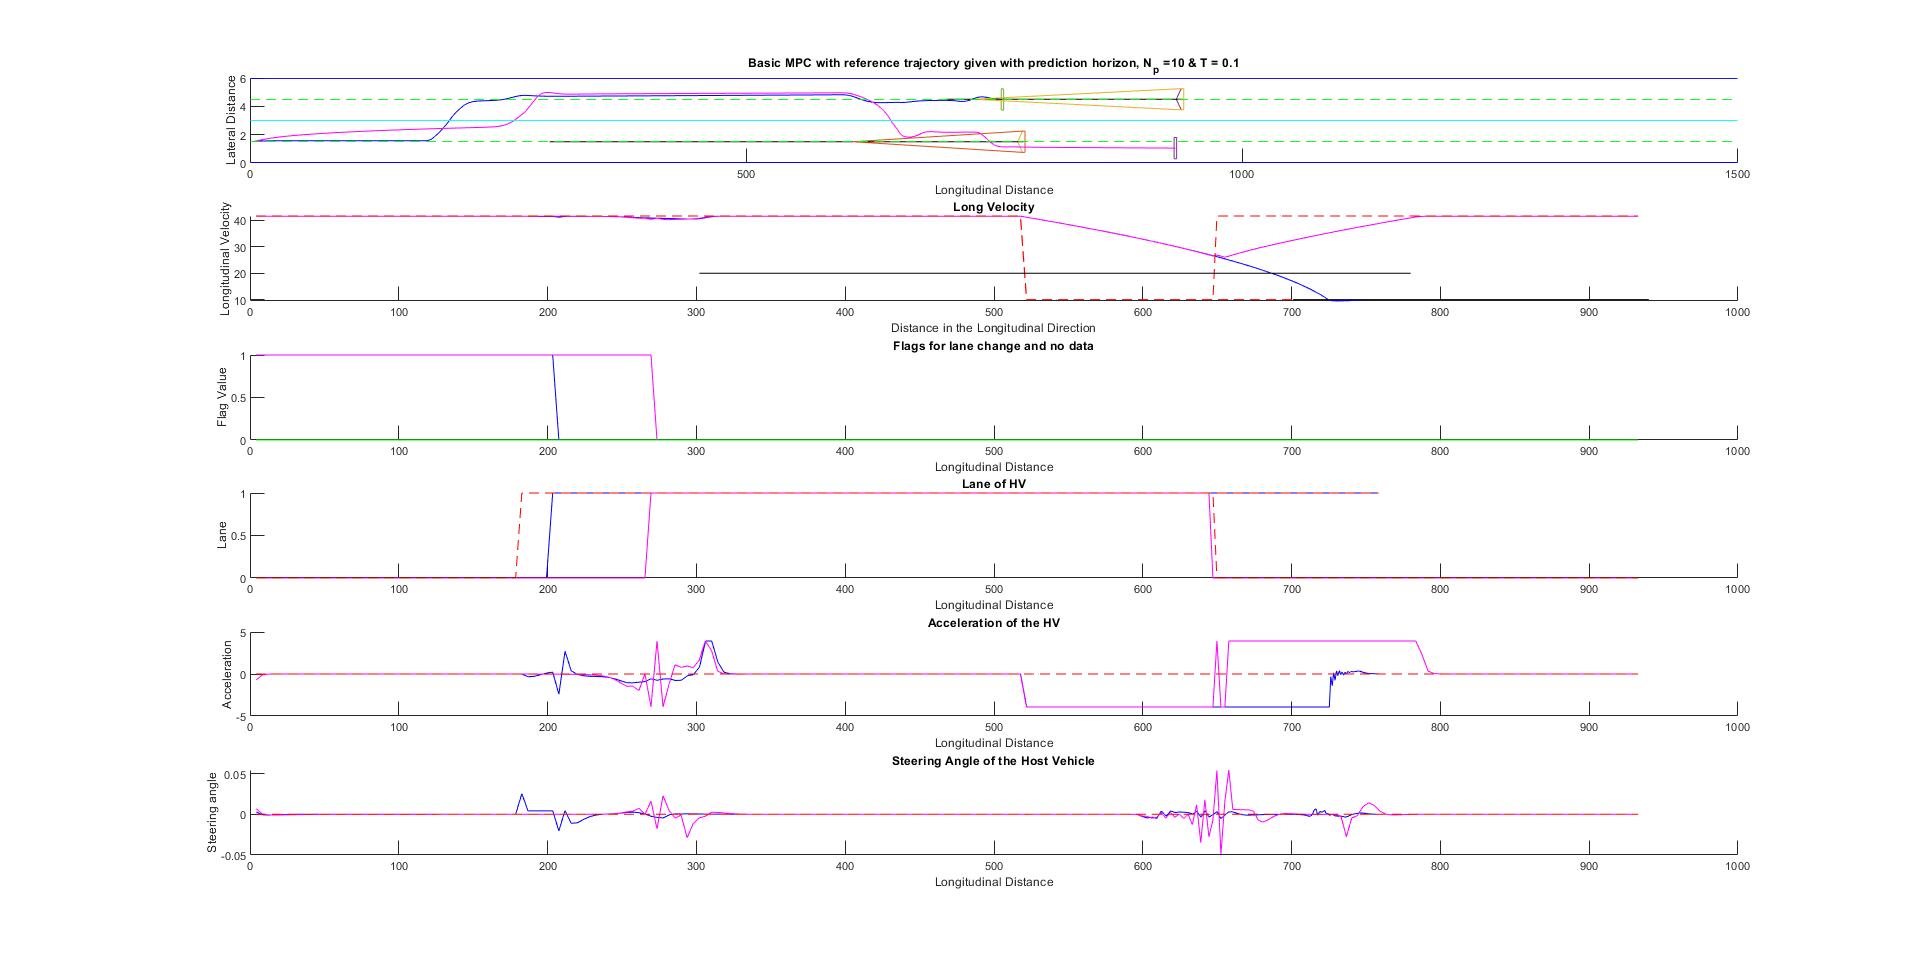 Basic MPC with reference trajectory given with prediction horizon, Np =10 & T = 0.1
Lateral Distance
6
4
2
0
0 500 1000 1500
Longitudinal Distance
Long Velocity
Longitudinal Velocity
40
30
20
10
0 100 200 300 400 500 600 700 800 900 1000
Distance in the Longitudinal Direction
Flags for lane change and no data
Flag Value
1
0.5
0
0 100 200 300 400 500 600 700 800 900 1000
Longitudinal Distance
Lane of HV
Lane
1
0.5
0
0 100 200 300 400 500 600 700 800 900 1000
Longitudinal Distance
Acceleration of the HV
Acceleration
5
0
-5
0 100 200 300 400 500 600 700 800 900 1000
Longitudinal Distance
Steering Angle of the Host Vehicle
Steering angle
0.05
0
-0.05
0 100 200 300 400 500 600 700 800 900 1000
Longitudinal Distance